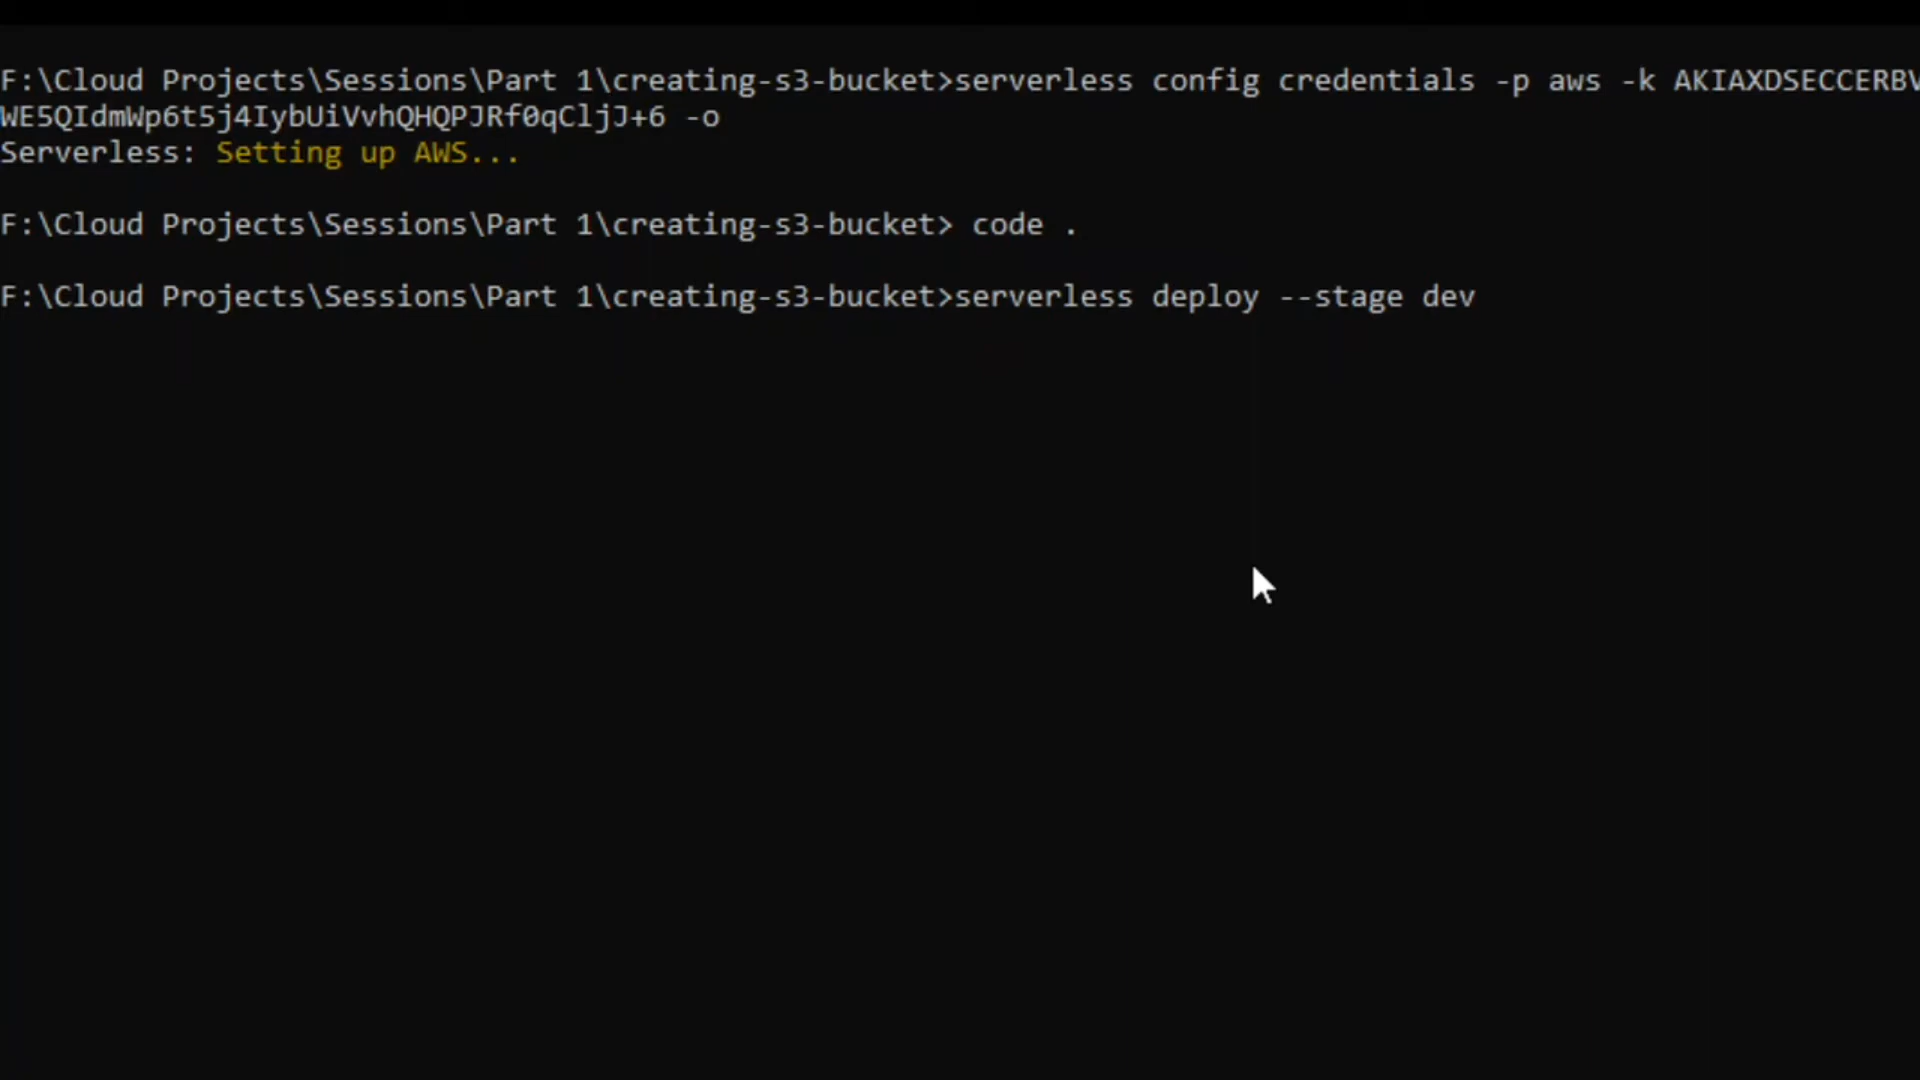 F:\Cloud Projects\Sessions\Part 1\creating-s3-bucket>serverless config credentials -p aws -k AKIAXDSECCERBV
WE5QIdmWp6t5j4IybUiVvhQHQPJRf0qCljJ+6 -o
Serverless: Setting up AWS...
F:\Cloud Projects\Sessions\Part 1\creating-s3-bucket> code .
F:\Cloud Projects\Sessions\Part 1\creating-s3-bucket>serverless deploy --stage dev